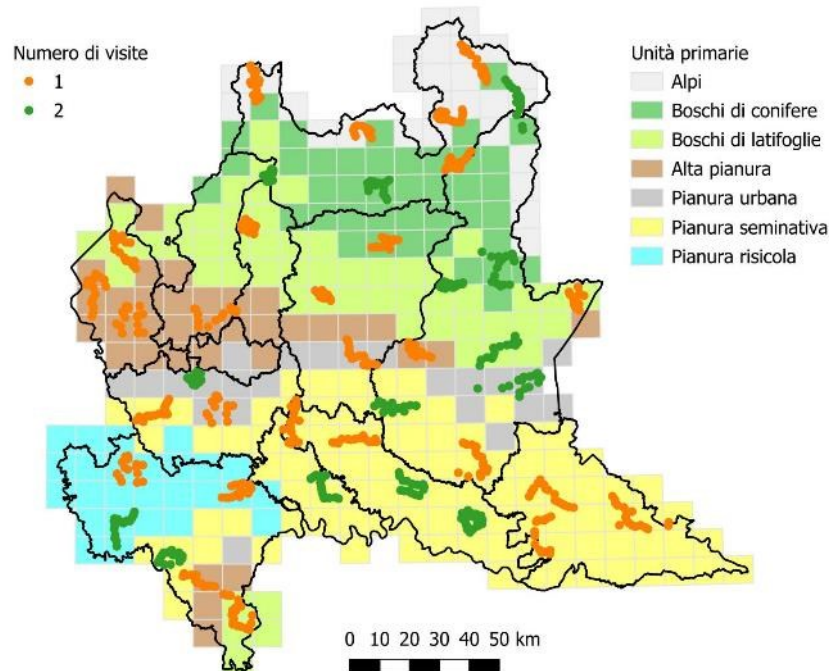 Numero di visite
1
2
Unità primarie
Alpi
Boschi di conifere
Boschi di latifoglie
Alta pianura
Pianura urbana
Pianura seminativa
Pianura risicola
0 10 20 30 40 50 km